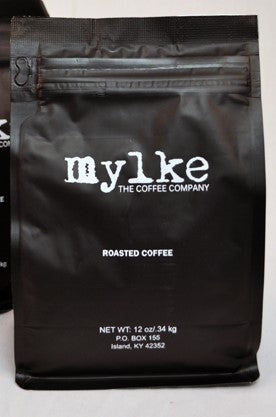 mylke
THE COFFEE COMPANY
ROASTED COFFEE
NET WT: 12 oz/.34 kg
P.O. BOX 155
Island, KY 42352